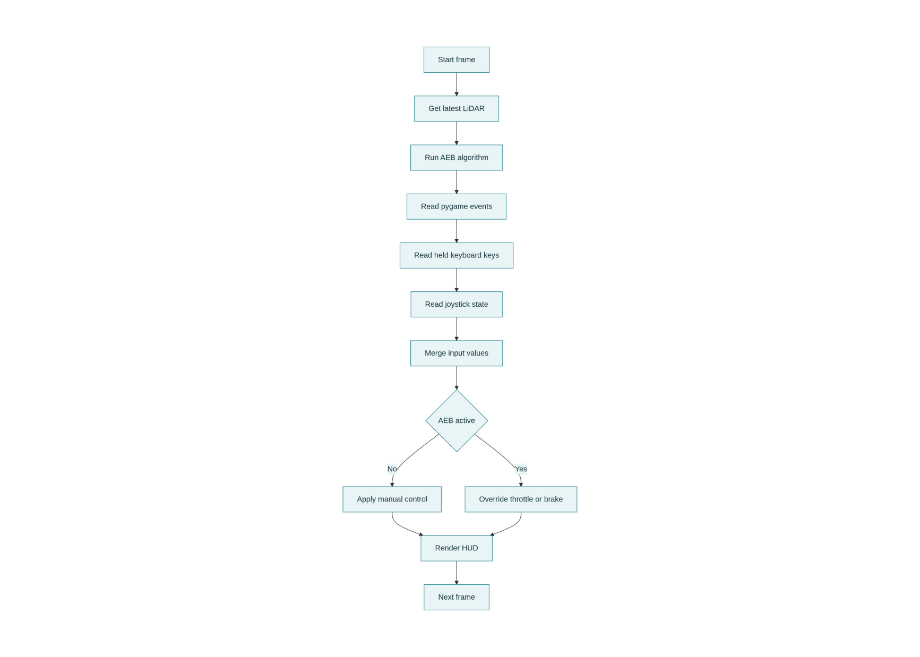 Start frame
Get latest LiDAR
Run AEB algorithm
Read pygame events
Read held keyboard keys
Read joystick state
Merge input values
AEB active
No
Yes
Apply manual control
Override throttle or brake
Render HUD
Next frame